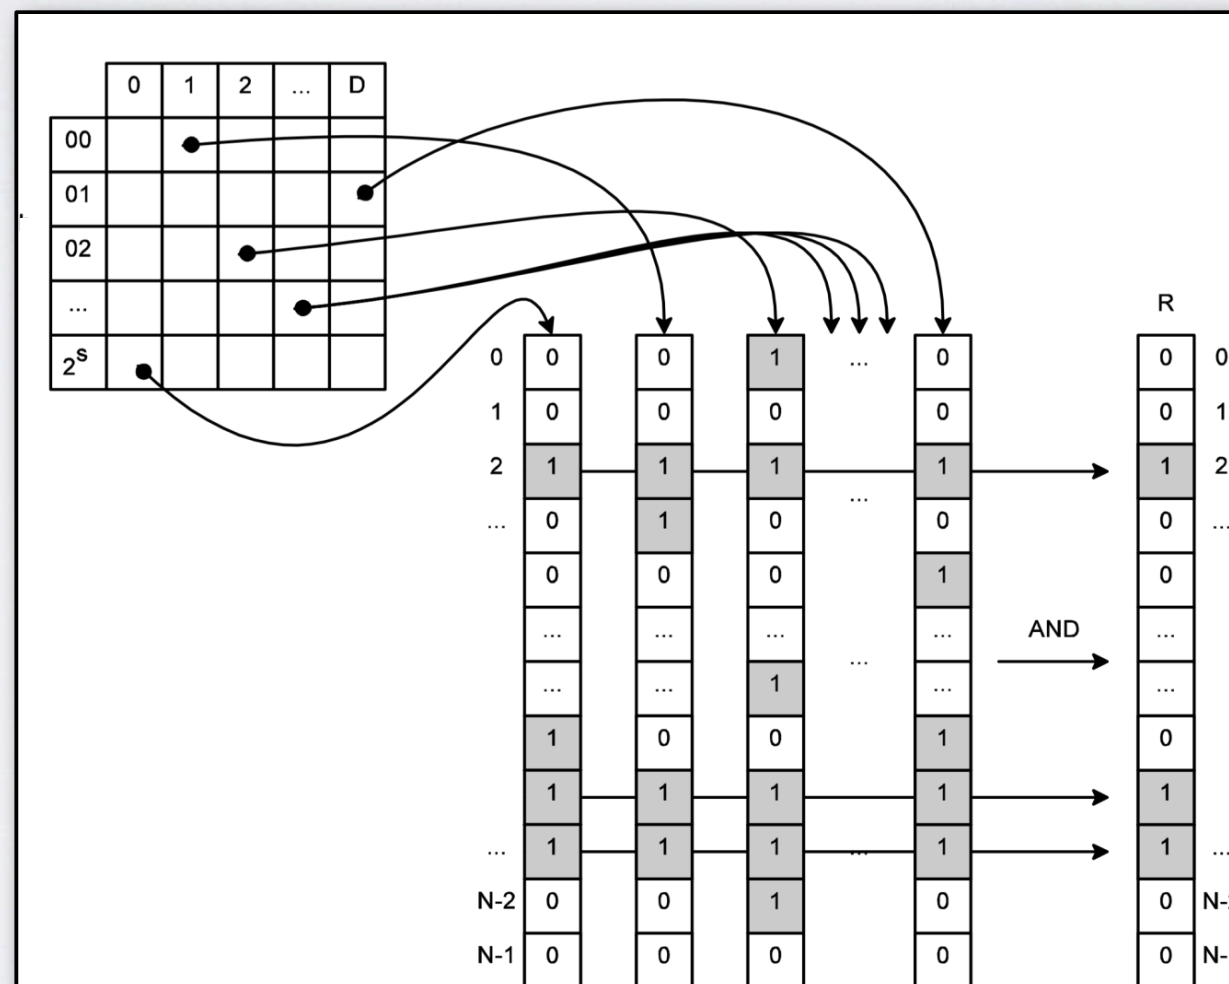 0 1 2 ... D
00
01
02
...
2^S
R
0 0 0 1 ... 0 0 0
1 0 0 0 0 0 1
2 1 1 1 1 1 2
...
... 0 1 0 0 0 ...
0 0 0 1 0
... ... ... ... ...
AND
...
... ... 1 ... ...
1 0 0 1 0
1 1 1 1 1
... 1 1 1 ... 1 1 ...
N-2 0 0 1 0 0
N-1 0 0 0 0 0